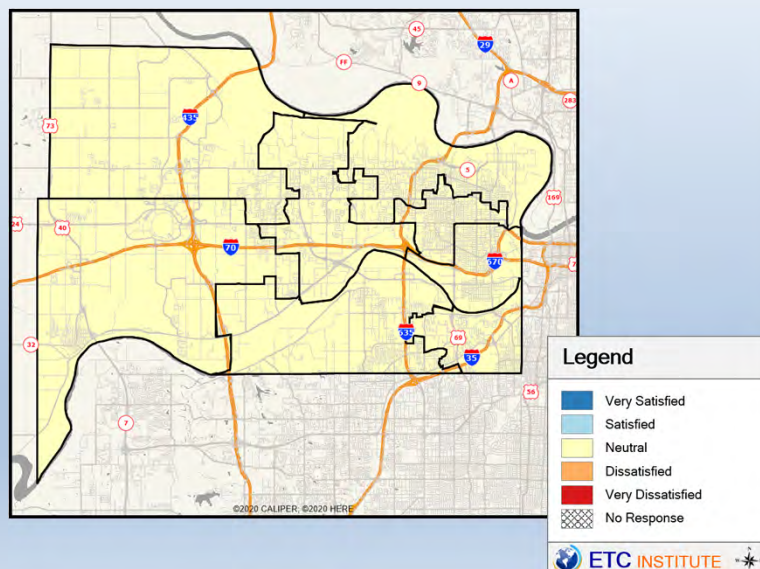 45
29
FF
A
9
283
73
435
5
169
24
40
70
670
635
69
32
35
56
7
©2020 CALIPER; ©2020 HERE
Legend
Very Satisfied
Satisfied
Neutral
Dissatisfied
Very Dissatisfied
No Response
ETC INSTITUTE
N
W
E
S